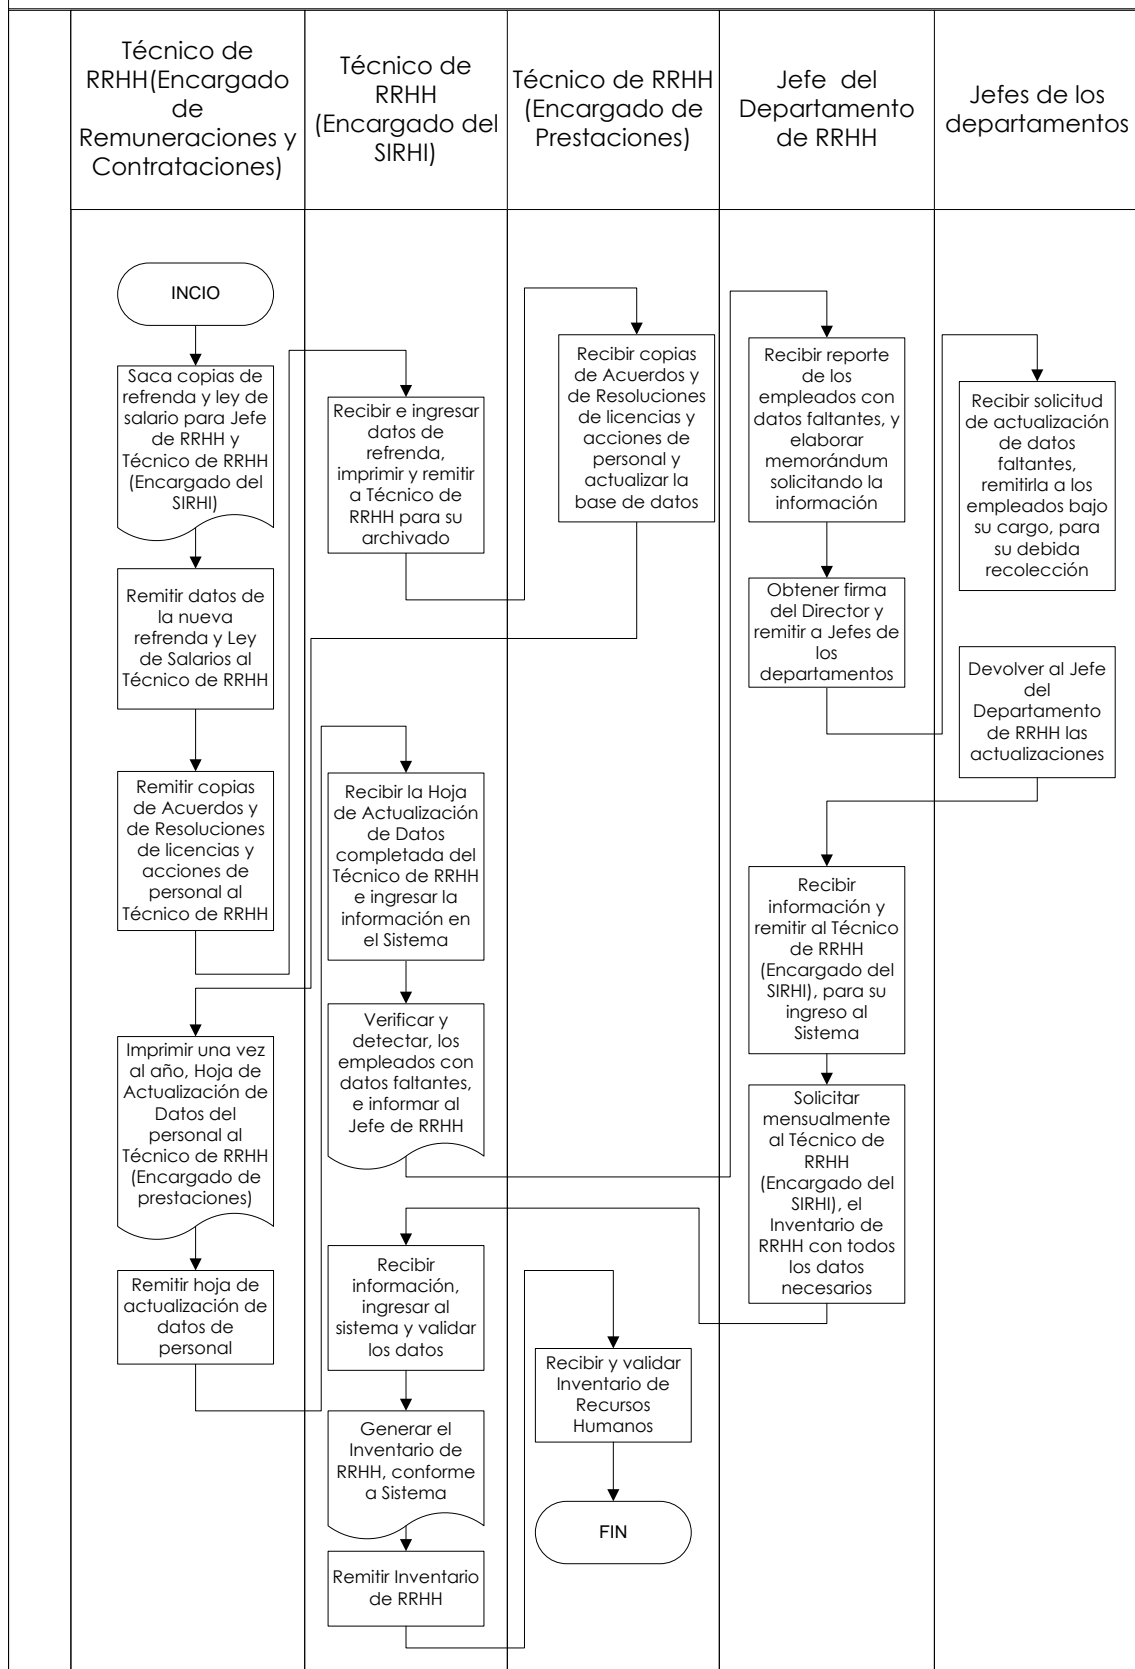 Técnico de
RRHH(Encargado
de
Remuneraciones y
Contrataciones)
Técnico de
RRHH
(Encargado del
SIRHI)
Técnico de RRHH
(Encargado de
Prestaciones)
Jefe del
Departamento
de RRHH
Jefes de los
departamentos
INCIO
Saca copias de
refrenda y ley de
salario para Jefe
de RRHH y
Técnico de RRHH
(Encargado del
SIRHI)
Remitir datos de
la nueva
refrenda y Ley
de Salarios al
Técnico de RRHH
Remitir copias
de Acuerdos y
de Resoluciones
de licencias y
acciones de
personal al
Técnico de RRHH
Imprimir una vez
al año, Hoja de
Actualización de
Datos del
personal al
Técnico de RRHH
(Encargado de
prestaciones)
Remitir hoja de
actualización de
datos de
personal
Recibir e ingresar
datos de
refrenda,
imprimir y remitir
a Técnico de
RRHH para su
archivado
Recibir la Hoja
de Actualización
de Datos
completada del
Técnico de RRHH
e ingresar la
información en
el Sistema
Verificar y
detectar, los
empleados con
datos faltantes,
e informar al
Jefe de RRHH
Recibir
información,
ingresar al
sistema y validar
los datos
Generar el
Inventario de
RRHH, conforme
a Sistema
Remitir Inventario
de RRHH
Recibir copias
de Acuerdos y
de Resoluciones
de licencias y
acciones de
personal y
actualizar la
base de datos
Recibir y validar
Inventario de
Recursos
Humanos
FIN
Recibir reporte
de los
empleados con
datos faltantes, y
elaborar
memorándum
solicitando la
información
Obtener firma
del Director y
remitir a Jefes de
los
departamentos
Recibir
información y
remitir al Técnico
de RRHH
(Encargado del
SIRHI), para su
ingreso al
Sistema
Solicitar
mensualmente
al Técnico de
RRHH
(Encargado del
SIRHI), el
Inventario de
RRHH con todos
los datos
necesarios
Recibir solicitud
de actualización
de datos
faltantes,
remitirla a los
empleados bajo
su cargo, para
su debida
recolección
Devolver al Jefe
del
Departamento
de RRHH las
actualizaciones